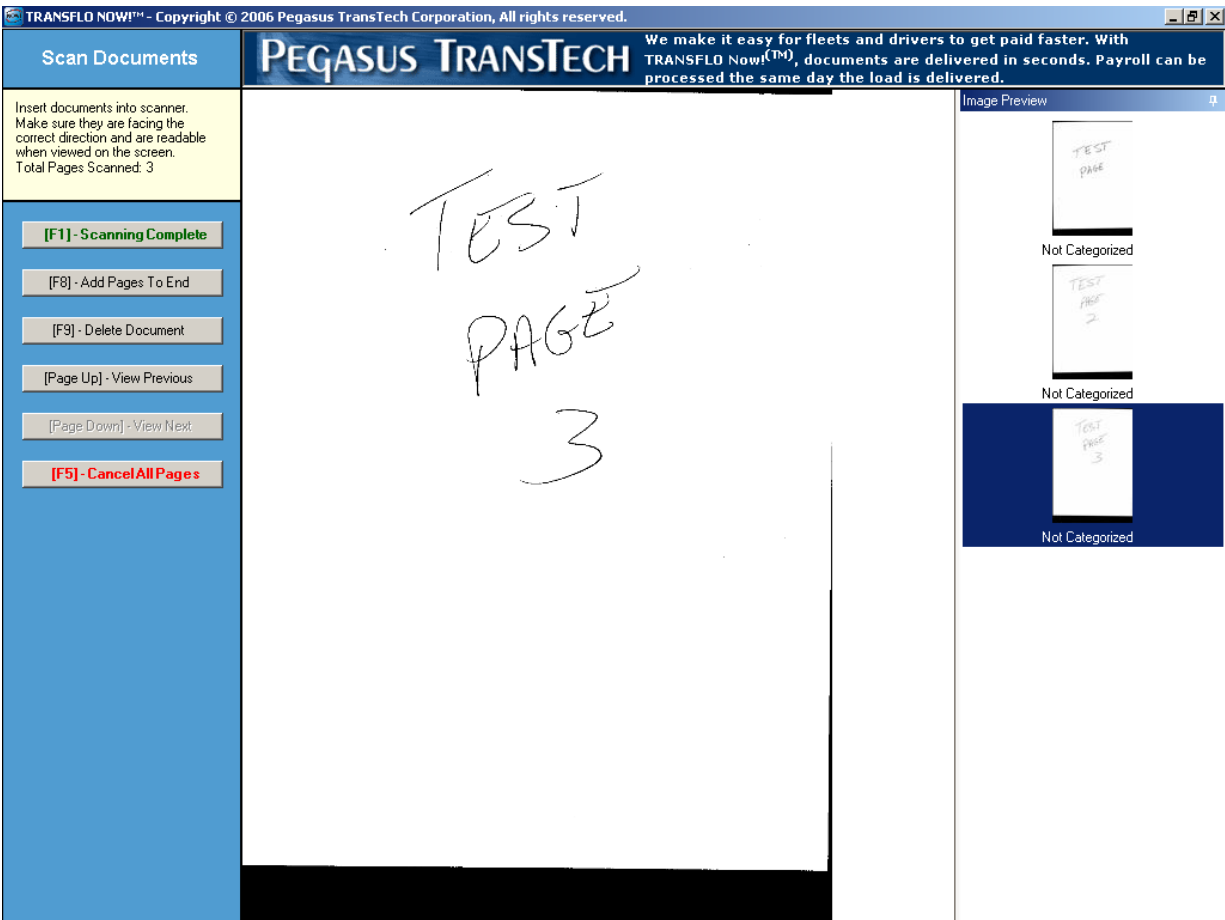 TRANSFLO NOW!™ - Copyright © 2006 Pegasus TransTech Corporation, All rights reserved.
Scan Documents
PEGASUS TRANSTECH
We make it easy for fleets and drivers to get paid faster. With
TRANSFLO Now!(TM), documents are delivered in seconds. Payroll can be
processed the same day the load is delivered.
Insert documents into scanner.
Make sure they are facing the
correct direction and are readable
when viewed on the screen.
Total Pages Scanned: 3
[F1] - Scanning Complete
[F8] - Add Pages To End
[F9] - Delete Document
[Page Up] - View Previous
[Page Down] - View Next
[F5] - Cancel All Pages
TEST
PAGE
3
Image Preview
TEST
PAGE
Not Categorized
TEST
PAGE
2
Not Categorized
TEST
PAGE
3
Not Categorized